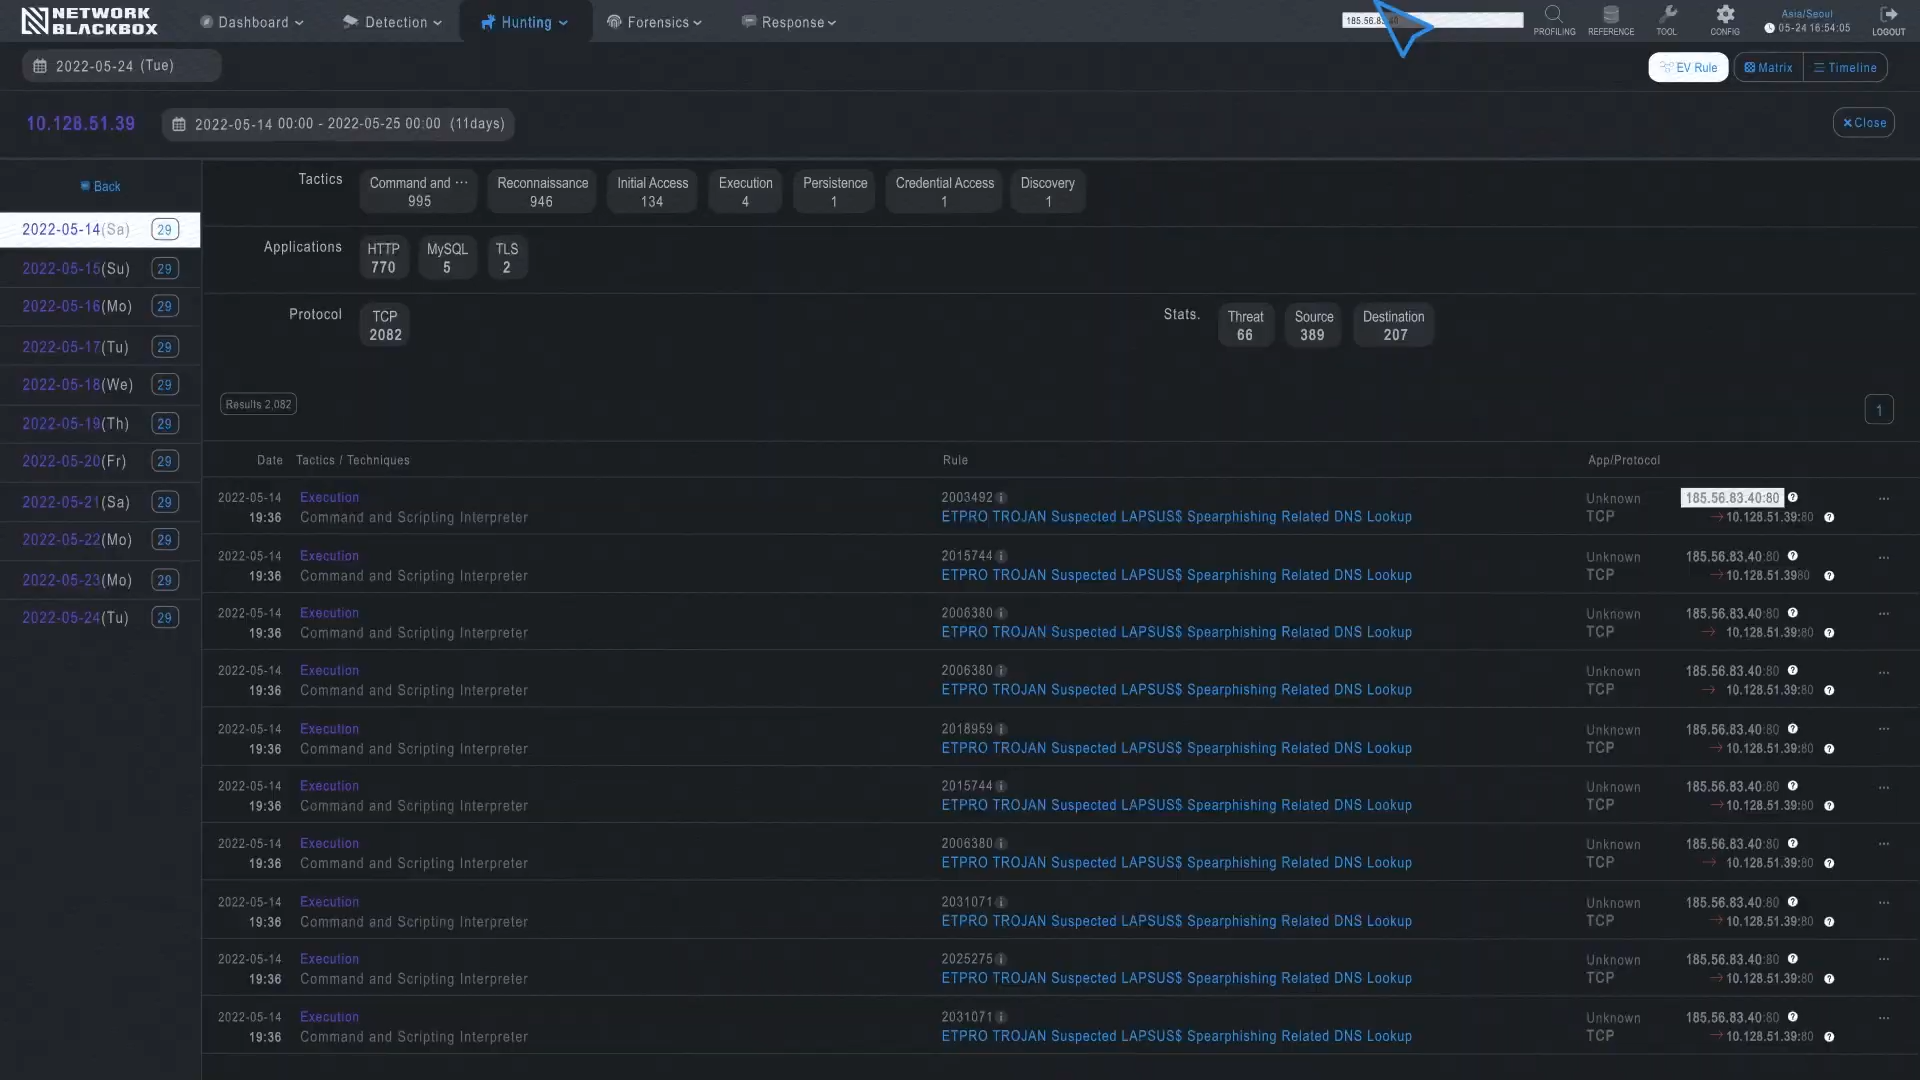 NETWORK
BLACKBOX
Dashboard
Detection
Hunting
Forensics
Response
PROFILING
REFERENCE
TOOL
CONFIG
Asia/Seoul
05-24 16:54:05
LOGOUT
2022-05-24 (Tue)
EV Rule
Matrix
Timeline
10.128.51.39
2022-05-14 00:00 - 2022-05-25 00:00 (11days)
Close
Back
2022-05-14(Sa) 29
2022-05-15(Su) 29
2022-05-16(Mo) 29
2022-05-17(Tu) 29
2022-05-18(We) 29
2022-05-19(Th) 29
2022-05-20(Fr) 29
2022-05-21(Sa) 29
2022-05-22(Mo) 29
2022-05-23(Mo) 29
2022-05-24(Tu) 29
Tactics
Command and ···
995
Reconnaissance
946
Initial Access
134
Execution
4
Persistence
1
Credential Access
1
Discovery
1
Applications
HTTP
770
MySQL
5
TLS
2
Protocol
TCP
2082
Stats.
Threat
66
Source
389
Destination
207
Results 2,082
1
Date Tactics / Techniques Rule App/Protocol
2022-05-14 Execution 2003492 Unknown 185.56.83.40:80
19:36 Command and Scripting Interpreter ETPRO TROJAN Suspected LAPSUS$ Spearphishing Related DNS Lookup TCP →10.128.51.39:80
2022-05-14 Execution 2015744 Unknown 185.56.83.40:80
19:36 Command and Scripting Interpreter ETPRO TROJAN Suspected LAPSUS$ Spearphishing Related DNS Lookup TCP →10.128.51.3980
2022-05-14 Execution 2006380 Unknown 185.56.83.40:80
19:36 Command and Scripting Interpreter ETPRO TROJAN Suspected LAPSUS$ Spearphishing Related DNS Lookup TCP → 10.128.51.39:80
2022-05-14 Execution 2006380 Unknown 185.56.83.40:80
19:36 Command and Scripting Interpreter ETPRO TROJAN Suspected LAPSUS$ Spearphishing Related DNS Lookup TCP → 10.128.51.39:80
2022-05-14 Execution 2018959 Unknown 185.56.83.40:80
19:36 Command and Scripting Interpreter ETPRO TROJAN Suspected LAPSUS$ Spearphishing Related DNS Lookup TCP →10.128.51.39:80
2022-05-14 Execution 2015744 Unknown 185.56.83.40:80
19:36 Command and Scripting Interpreter ETPRO TROJAN Suspected LAPSUS$ Spearphishing Related DNS Lookup TCP →10.128.51.39:80
2022-05-14 Execution 2006380 Unknown 185.56.83.40:80
19:36 Command and Scripting Interpreter ETPRO TROJAN Suspected LAPSUS$ Spearphishing Related DNS Lookup TCP → 10.128.51.39:80
2022-05-14 Execution 2031071 Unknown 185.56.83.40:80
19:36 Command and Scripting Interpreter ETPRO TROJAN Suspected LAPSUS$ Spearphishing Related DNS Lookup TCP →10.128.51.39:80
2022-05-14 Execution 2025275 Unknown 185.56.83.40:80
19:36 Command and Scripting Interpreter ETPRO TROJAN Suspected LAPSUS$ Spearphishing Related DNS Lookup TCP →10.128.51.39:80
2022-05-14 Execution 2031071 Unknown 185.56.83.40:80
19:36 Command and Scripting Interpreter ETPRO TROJAN Suspected LAPSUS$ Spearphishing Related DNS Lookup TCP →10.128.51.39:80